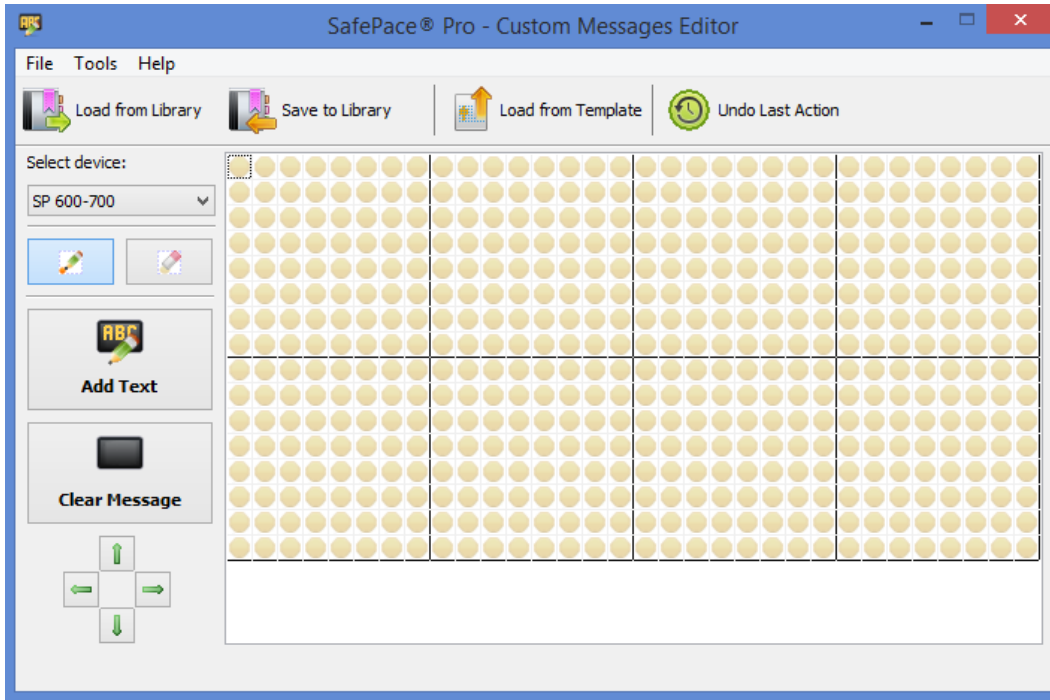 SafePace® Pro - Custom Messages Editor
File Tools Help
Load from Library Save to Library Load from Template Undo Last Action
Select device:
SP 600-700
ABC
Add Text
Clear Message